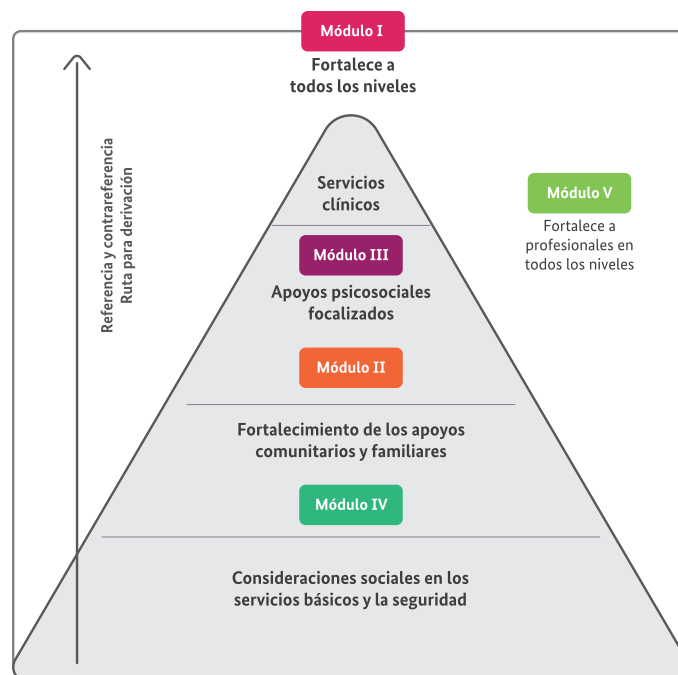 Módulo I
Fortalece a
todos los niveles
Referencia y contrareferencia
Ruta para derivación
Servicios
clínicos
Módulo V
Fortalece a
profesionales en
todos los niveles
Módulo III
Apoyos psicosociales
focalizados
Módulo II
Fortalecimiento de los apoyos
comunitarios y familiares
Módulo IV
Consideraciones sociales en los
servicios básicos y la seguridad